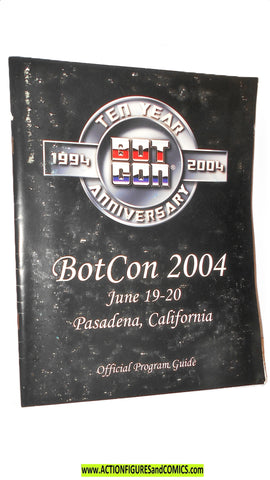 TEN YEAR
1994 BOT CON 2004
ANNIVERSARY
BotCon 2004
June 19-20
Pasadena, California
Official Program Guide
www.ACTIONFIGURESandCOMICS.com